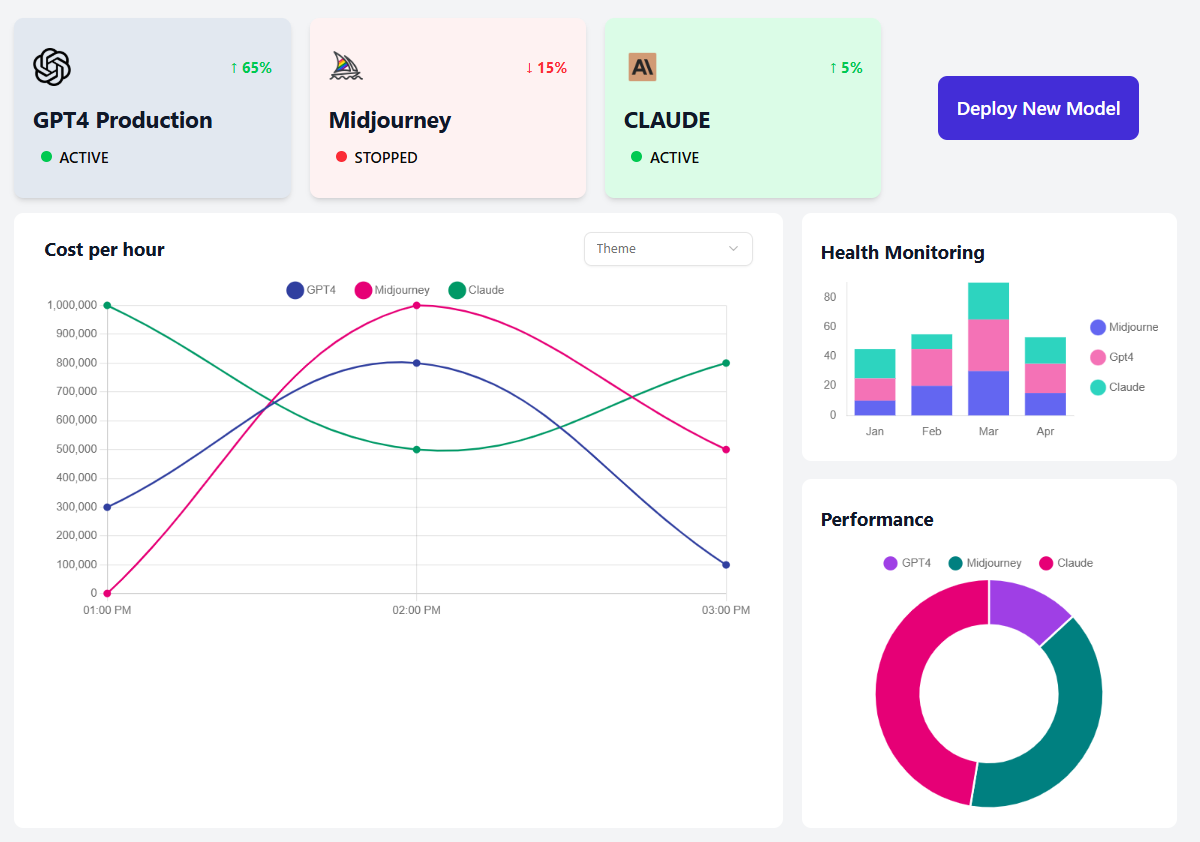 ↑ 65%
GPT4 Production
ACTIVE
↓ 15%
Midjourney
STOPPED
↑ 5%
CLAUDE
ACTIVE
Deploy New Model
Cost per hour
Theme
GPT4 Midjourney Claude
1,000,000
900,000
800,000
700,000
600,000
500,000
400,000
300,000
200,000
100,000
0
01:00 PM 02:00 PM 03:00 PM
Health Monitoring
80
60
40
20
0
Jan Feb Mar Apr
Midjourne
Gpt4
Claude
Performance
GPT4 Midjourney Claude